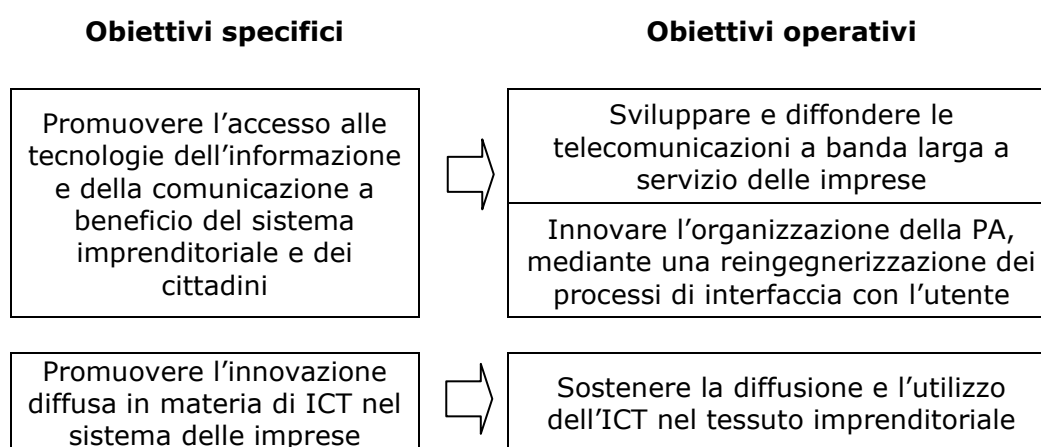 Obiettivi specifici
Obiettivi operativi
Promuovere l’accesso alle
tecnologie dell’informazione
e della comunicazione a
beneficio del sistema
imprenditoriale e dei
cittadini
Sviluppare e diffondere le
telecomunicazioni a banda larga a
servizio delle imprese
Innovare l’organizzazione della PA,
mediante una reingegnerizzazione dei
processi di interfaccia con l’utente
Promuovere l’innovazione
diffusa in materia di ICT nel
sistema delle imprese
Sostenere la diffusione e l’utilizzo
dell’ICT nel tessuto imprenditoriale